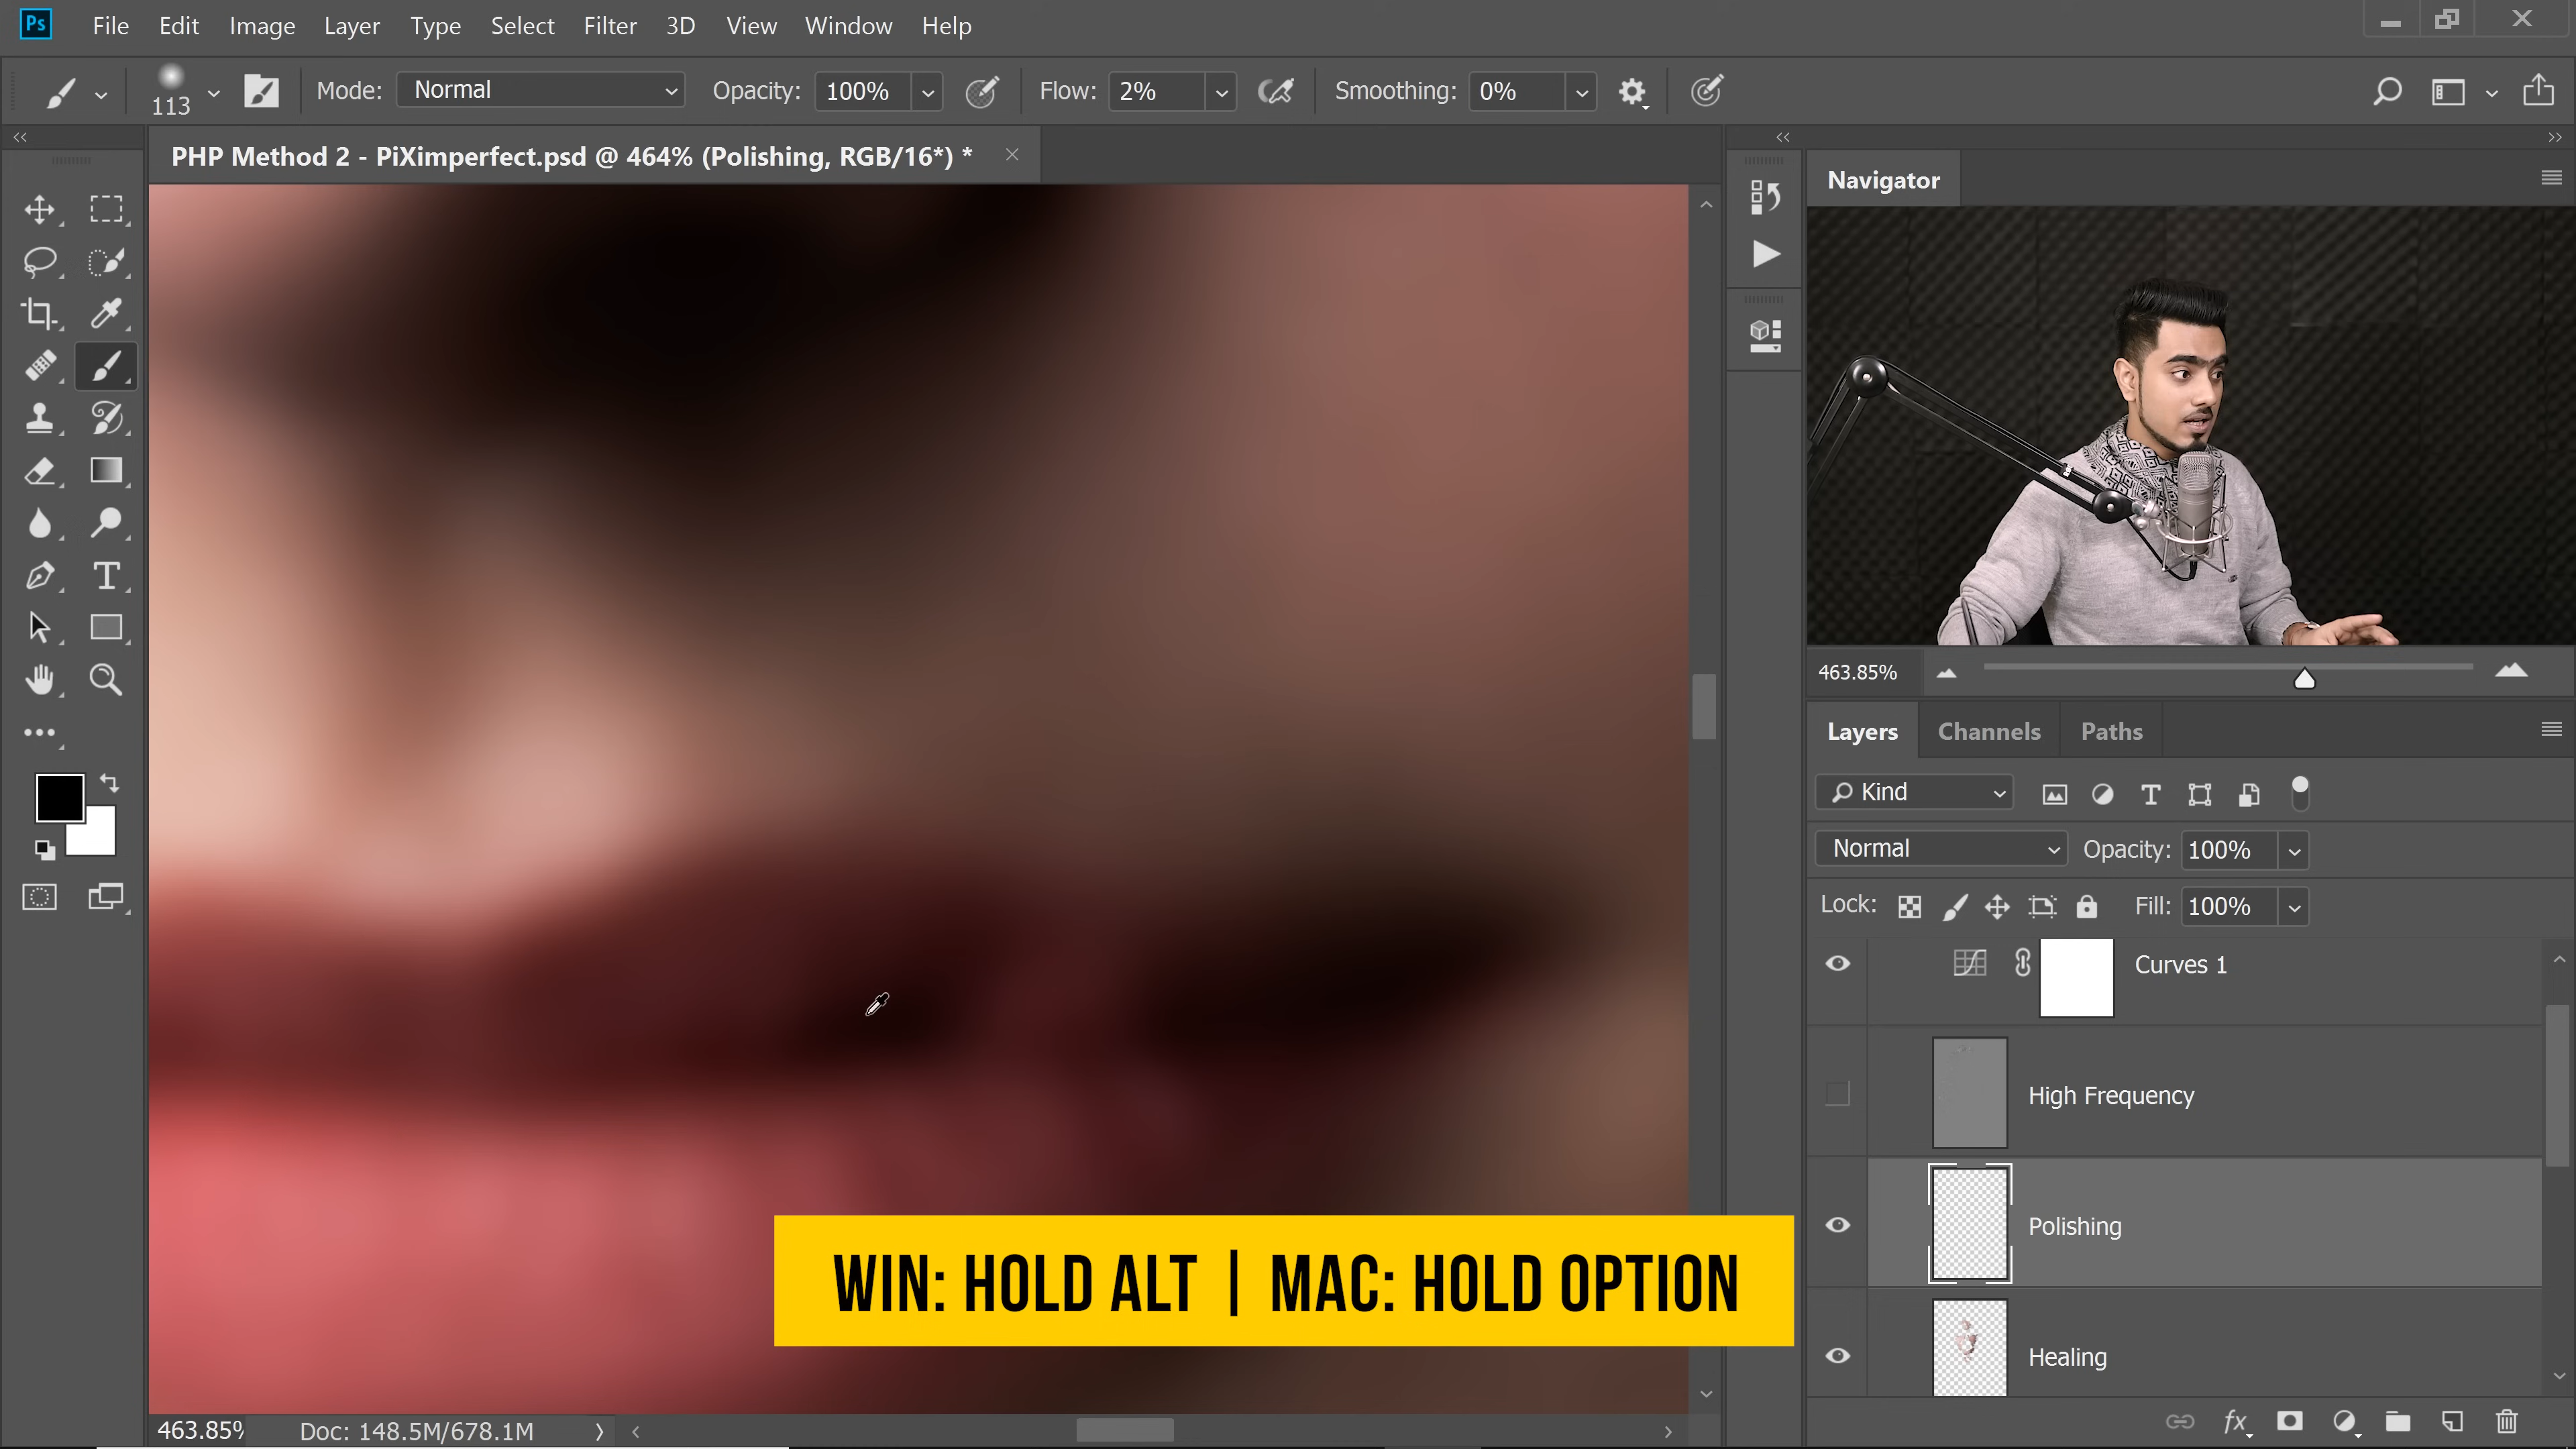 Ps File Edit Image Layer Type Select Filter 3D View Window Help
113 Mode: Normal Opacity: 100% Flow: 2% Smoothing: 0%
PHP Method 2 - PiXimperfect.psd @ 464% (Polishing, RGB/16*) *
Navigator
463.85%
Layers Channels Paths
Kind
Normal Opacity: 100%
Lock: Fill: 100%
Curves 1
High Frequency
Polishing
Healing
fx
WIN: HOLD ALT | MAC: HOLD OPTION
463.85% Doc: 148.5M/678.1M